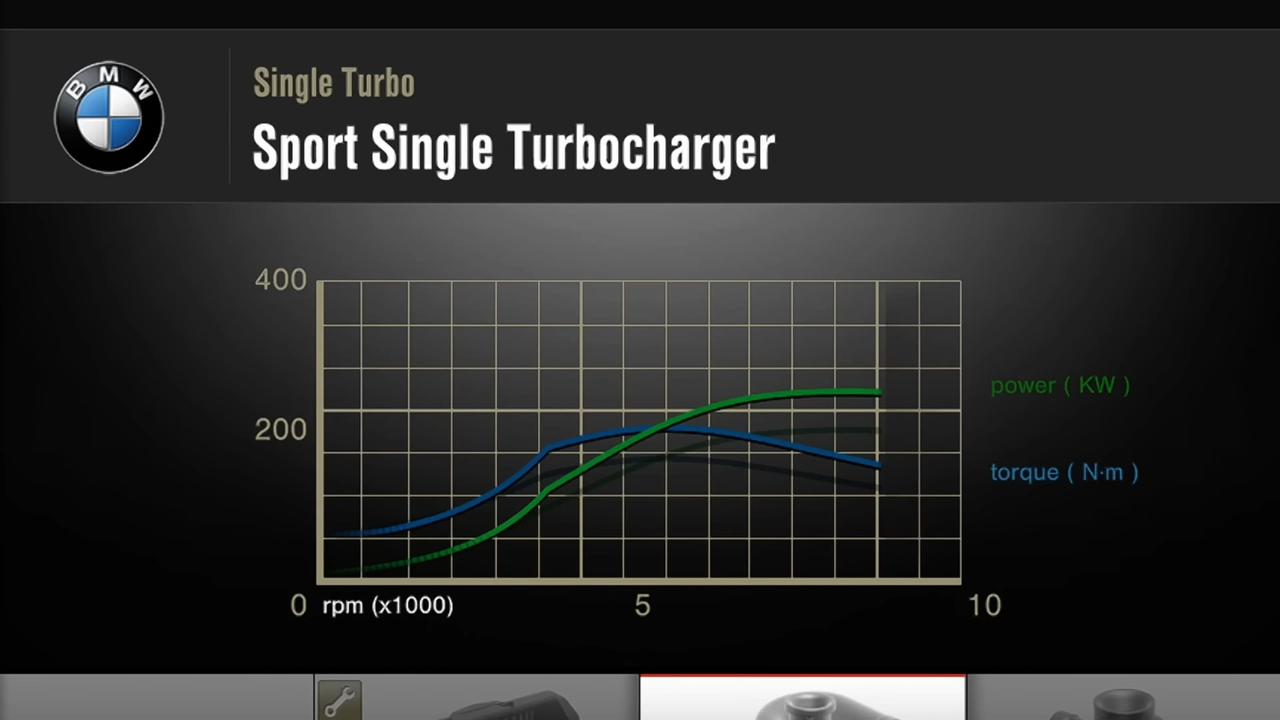 BMW
Single Turbo
Sport Single Turbocharger
400
200
power ( KW )
torque ( N·m )
0 rpm (x1000) 5 10